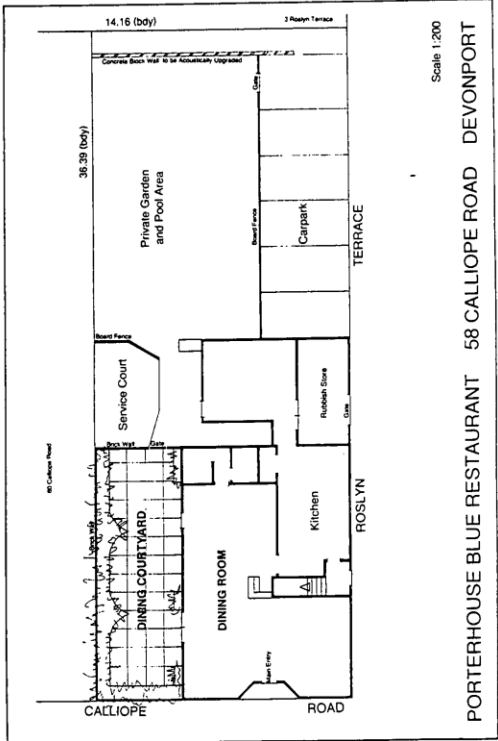 14.16 (bdy)
3 Roslyn Terrace
Concrete Block Wall to be Acoustically Upgraded
Gate
36.39 (bdy)
Private Garden
and Pool Area
Board Fence
Carpark
TERRACE
Board Fence
Service Court
60 Calliope Road
Brick Wall
Gate
Rubbish Store
Gate
Brick Wall
DINING COURTYARD
DINING ROOM
Kitchen
ROSLYN
Main Entry
CALLIOPE
ROAD
Scale 1:200
PORTERHOUSE BLUE RESTAURANT 58 CALLIOPE ROAD DEVONPORT